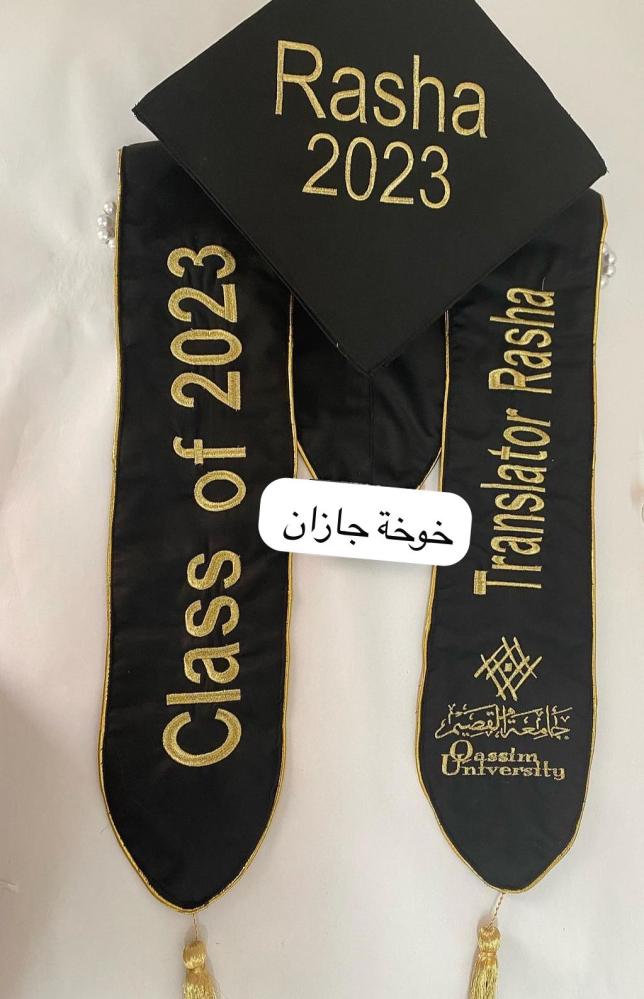 Rasha
2023
Class of 2023
Translator Rasha
خوخة جازان
جامعة القصيم
Qassim
University